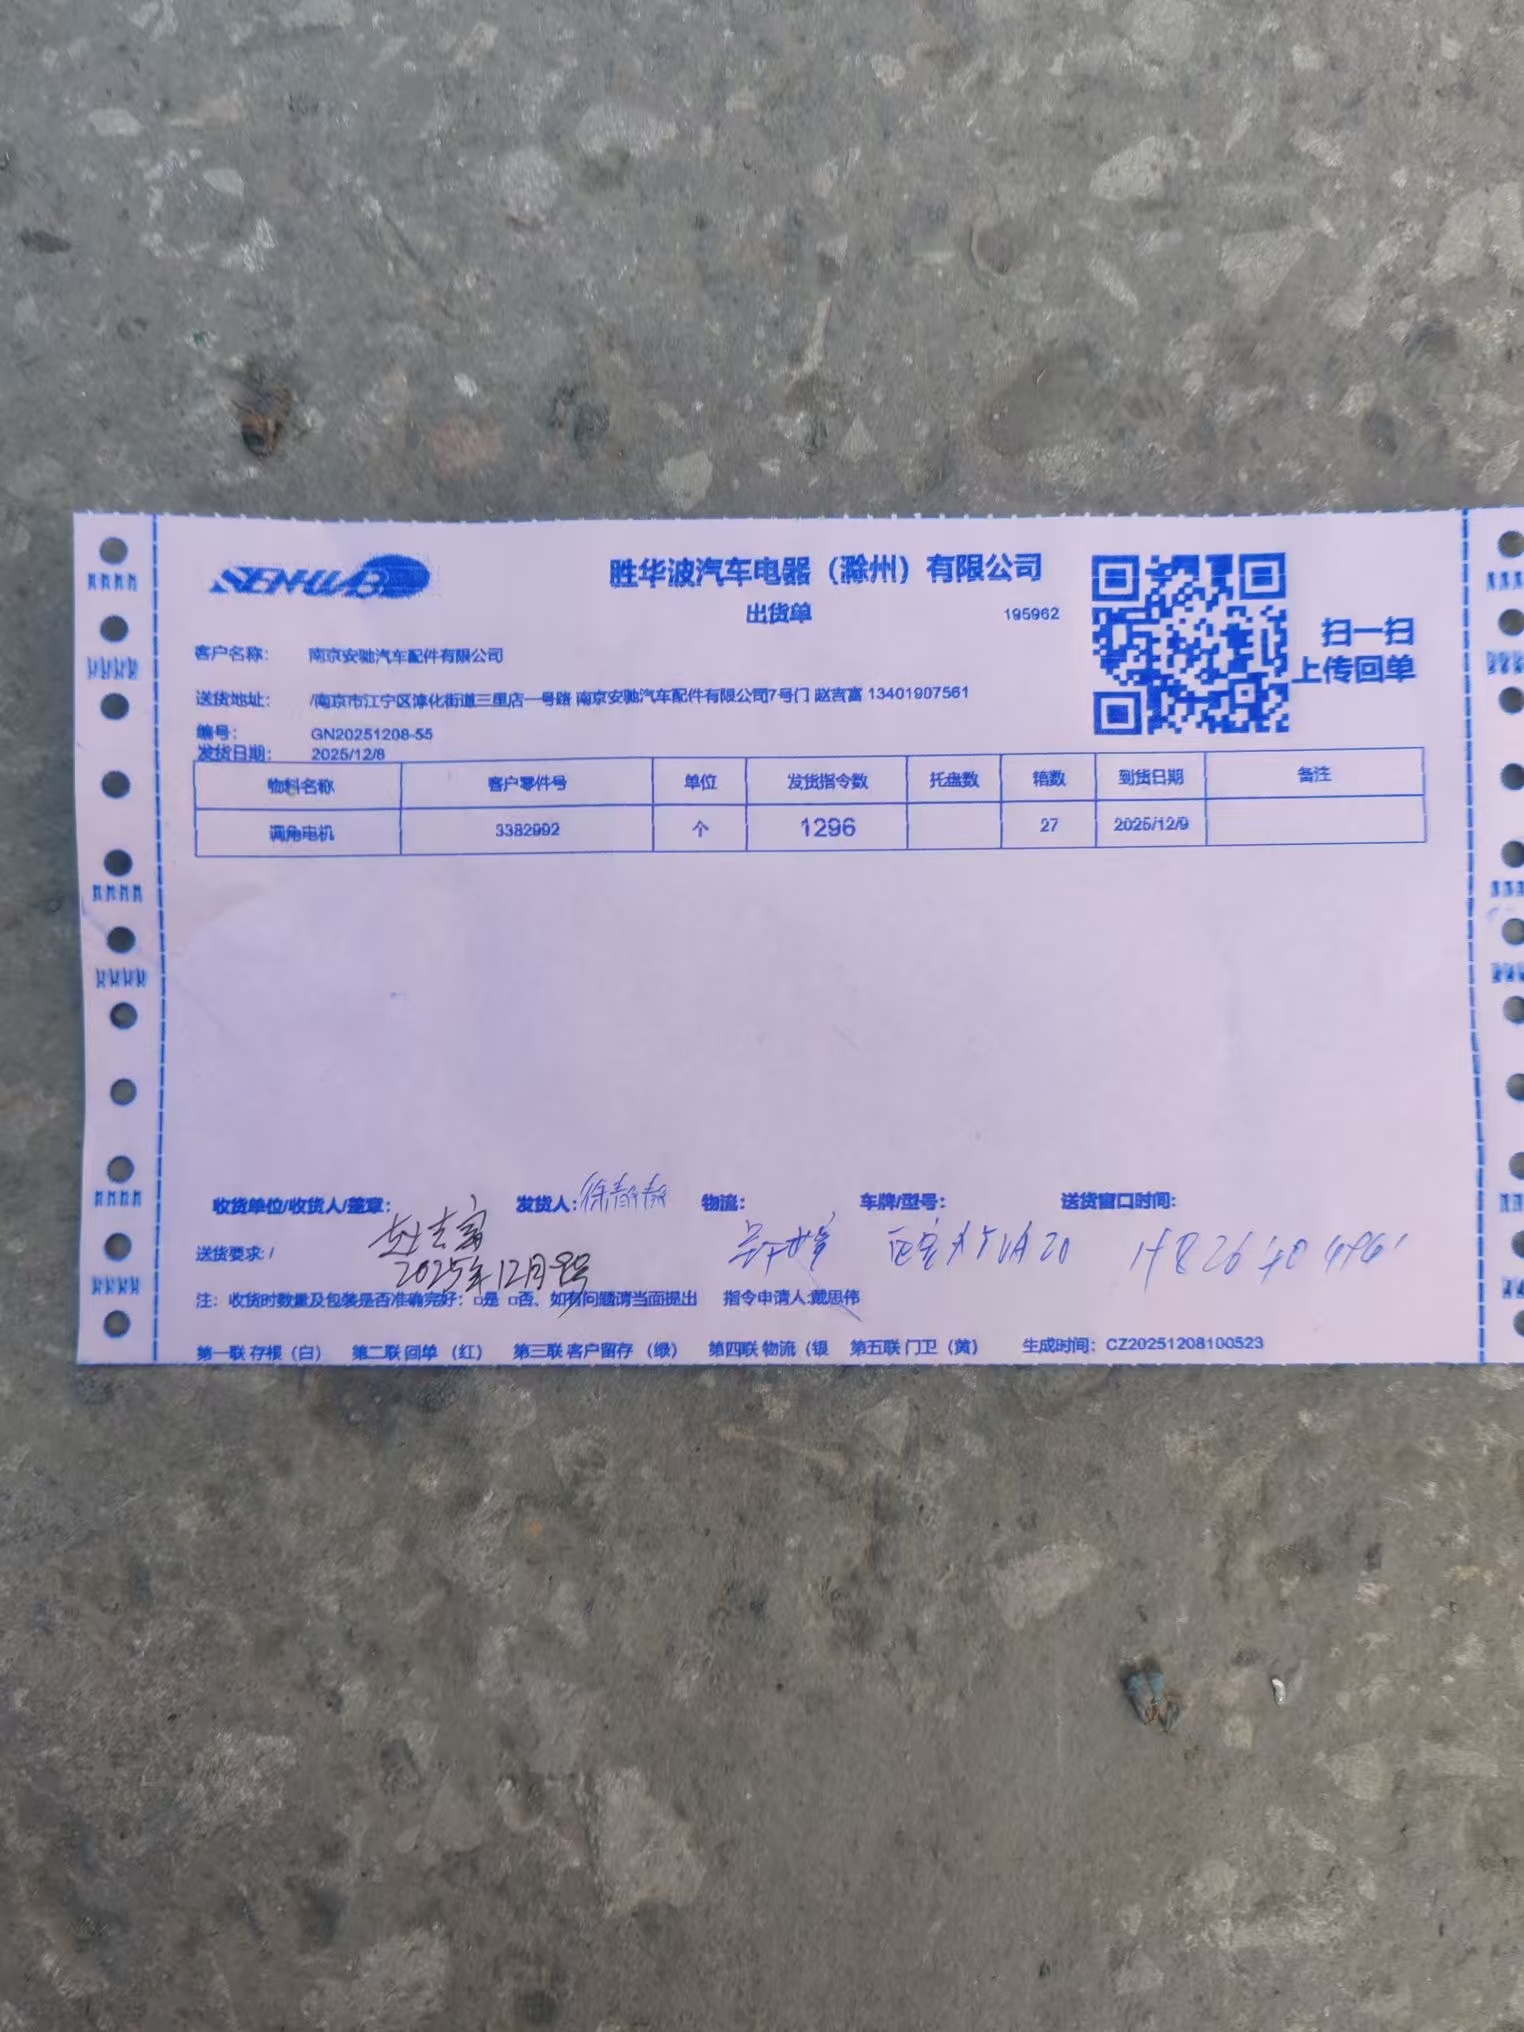 SENHWAB
胜华波汽车电器（滁州）有限公司
出货单 195962
扫一扫
上传回单
客户名称： 南京安驰汽车配件有限公司
送货地址： /南京市江宁区淳化街道三里店一号路 南京安驰汽车配件有限公司7号门 赵吉富 13401907561
编号： GN20251208-55
发货日期： 2025/12/8
物料名称 客户零件号 单位 发货指令数 托盘数 箱数 到货日期 备注
调角电机 3382992 个 1296 27 2025/12/9
收货单位/收货人/盖章： 发货人：徐静静 物流： 车牌/型号： 送货窗口时间：
赵吉富
送货要求：/
2025年12月9号
注：收货时数量及包装是否准确完好：□是 □否、如有问题请当面提出 指令申请人:戴思伟
第一联 存根（白） 第二联 回单 （红） 第三联 客户留存 （绿） 第四联 物流（银 第五联 门卫（黄） 生成时间：CZ20251208100523